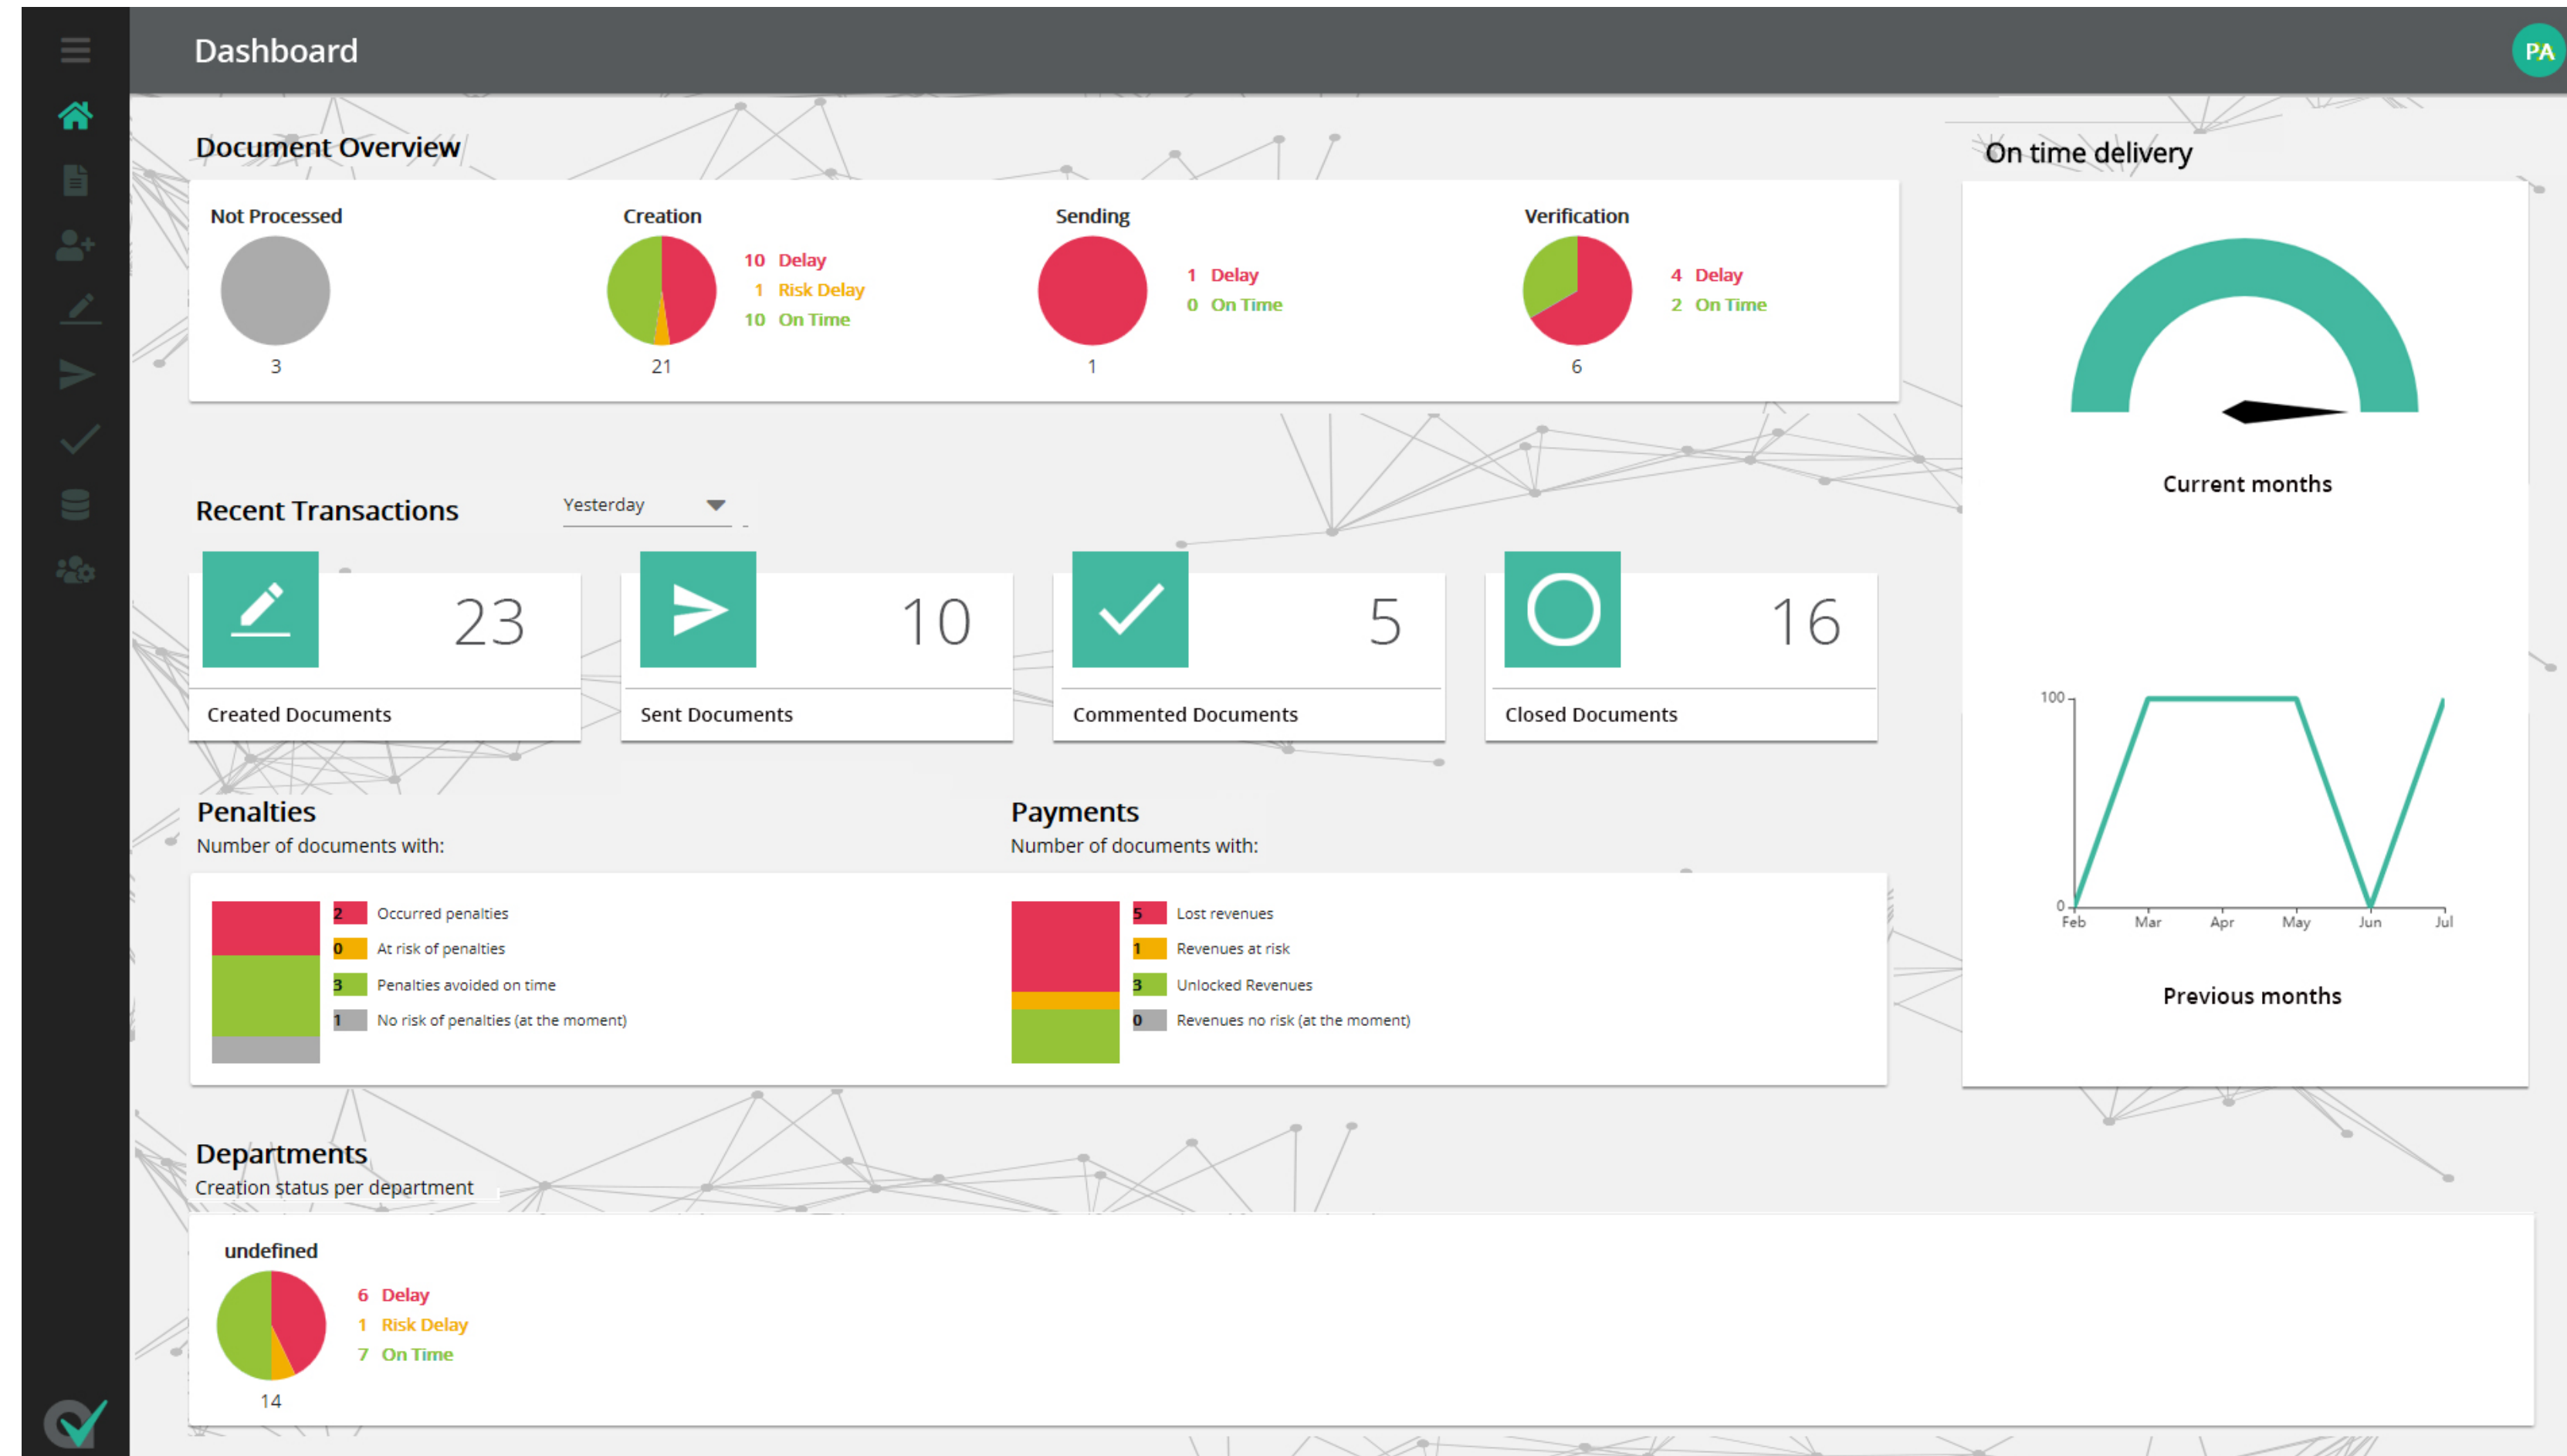 Dashboard
PA
Document Overview
Not Processed
3
Creation
10 Delay
1 Risk Delay
10 On Time
21
Sending
1 Delay
0 On Time
1
Verification
4 Delay
2 On Time
6
On time delivery
Current months
100
0
Feb Mar Apr May Jun Jul
Previous months
Recent Transactions
Yesterday
23
Created Documents
10
Sent Documents
5
Commented Documents
16
Closed Documents
Penalties
Number of documents with:
2 Occurred penalties
0 At risk of penalties
3 Penalties avoided on time
1 No risk of penalties (at the moment)
Payments
Number of documents with:
5 Lost revenues
1 Revenues at risk
3 Unlocked Revenues
0 Revenues no risk (at the moment)
Departments
Creation status per department
undefined
6 Delay
1 Risk Delay
7 On Time
14